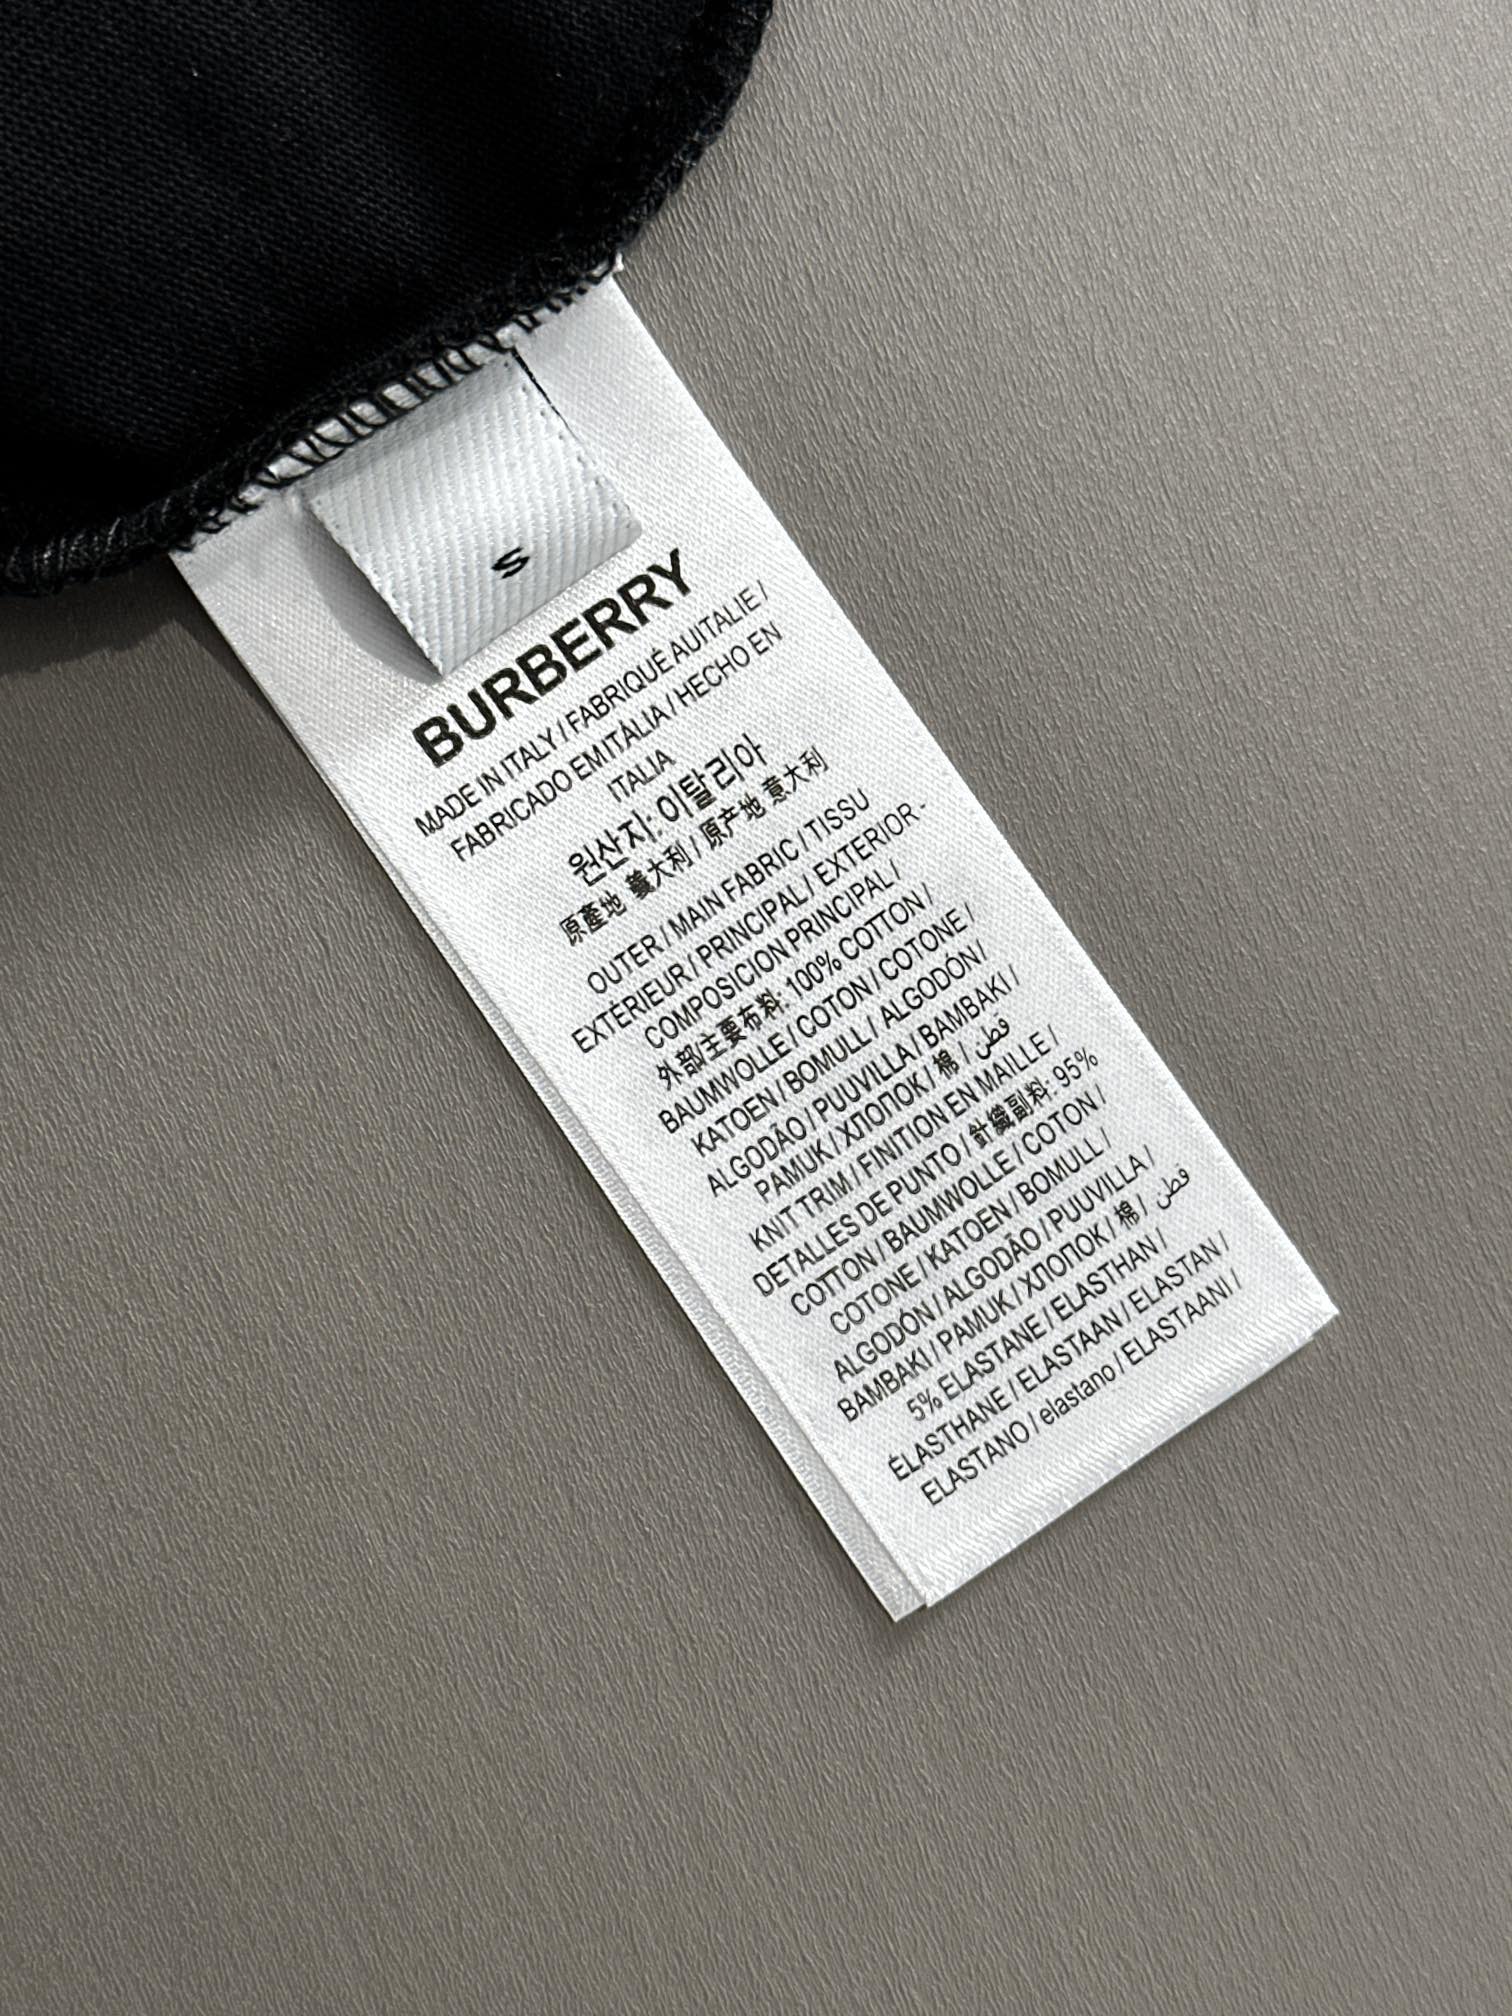 S
BURBERRY
MADE IN ITALY / FABRIQUÉ AUITALIE /
FABRICADO EMITÁLIA / HECHO EN
ITALIA
원산지: 이탈리아
原產地 義大利 / 原产地 意大利
OUTER / MAIN FABRIC / TISSU
EXTÉRIEUR / PRINCIPAL / EXTERIOR -
COMPOSICION PRINCIPAL /
外部/主要布料: 100% COTTON /
BAUMWOLLE / COTON / COTONE /
KATOEN / BOMULL / ALGODÓN /
ALGODÃO / PUUVILLA / BAMBAKI /
PAMUK / ХЛОПОК / 棉 / قطن
KNIT TRIM / FINITION EN MAILLE /
DETALLES DE PUNTO / 針織副料: 95%
COTTON / BAUMWOLLE / COTON /
COTONE / KATOEN / BOMULL /
ALGODÓN / ALGODÃO / PUUVILLA /
BAMBAKI / PAMUK / ХЛОПОК / 棉 / قطن
5% ELASTANE / ELASTHAN /
ÉLASTHANE / ELASTAAN / ELASTAN /
ELASTANO / elastano / ELASTAANI /